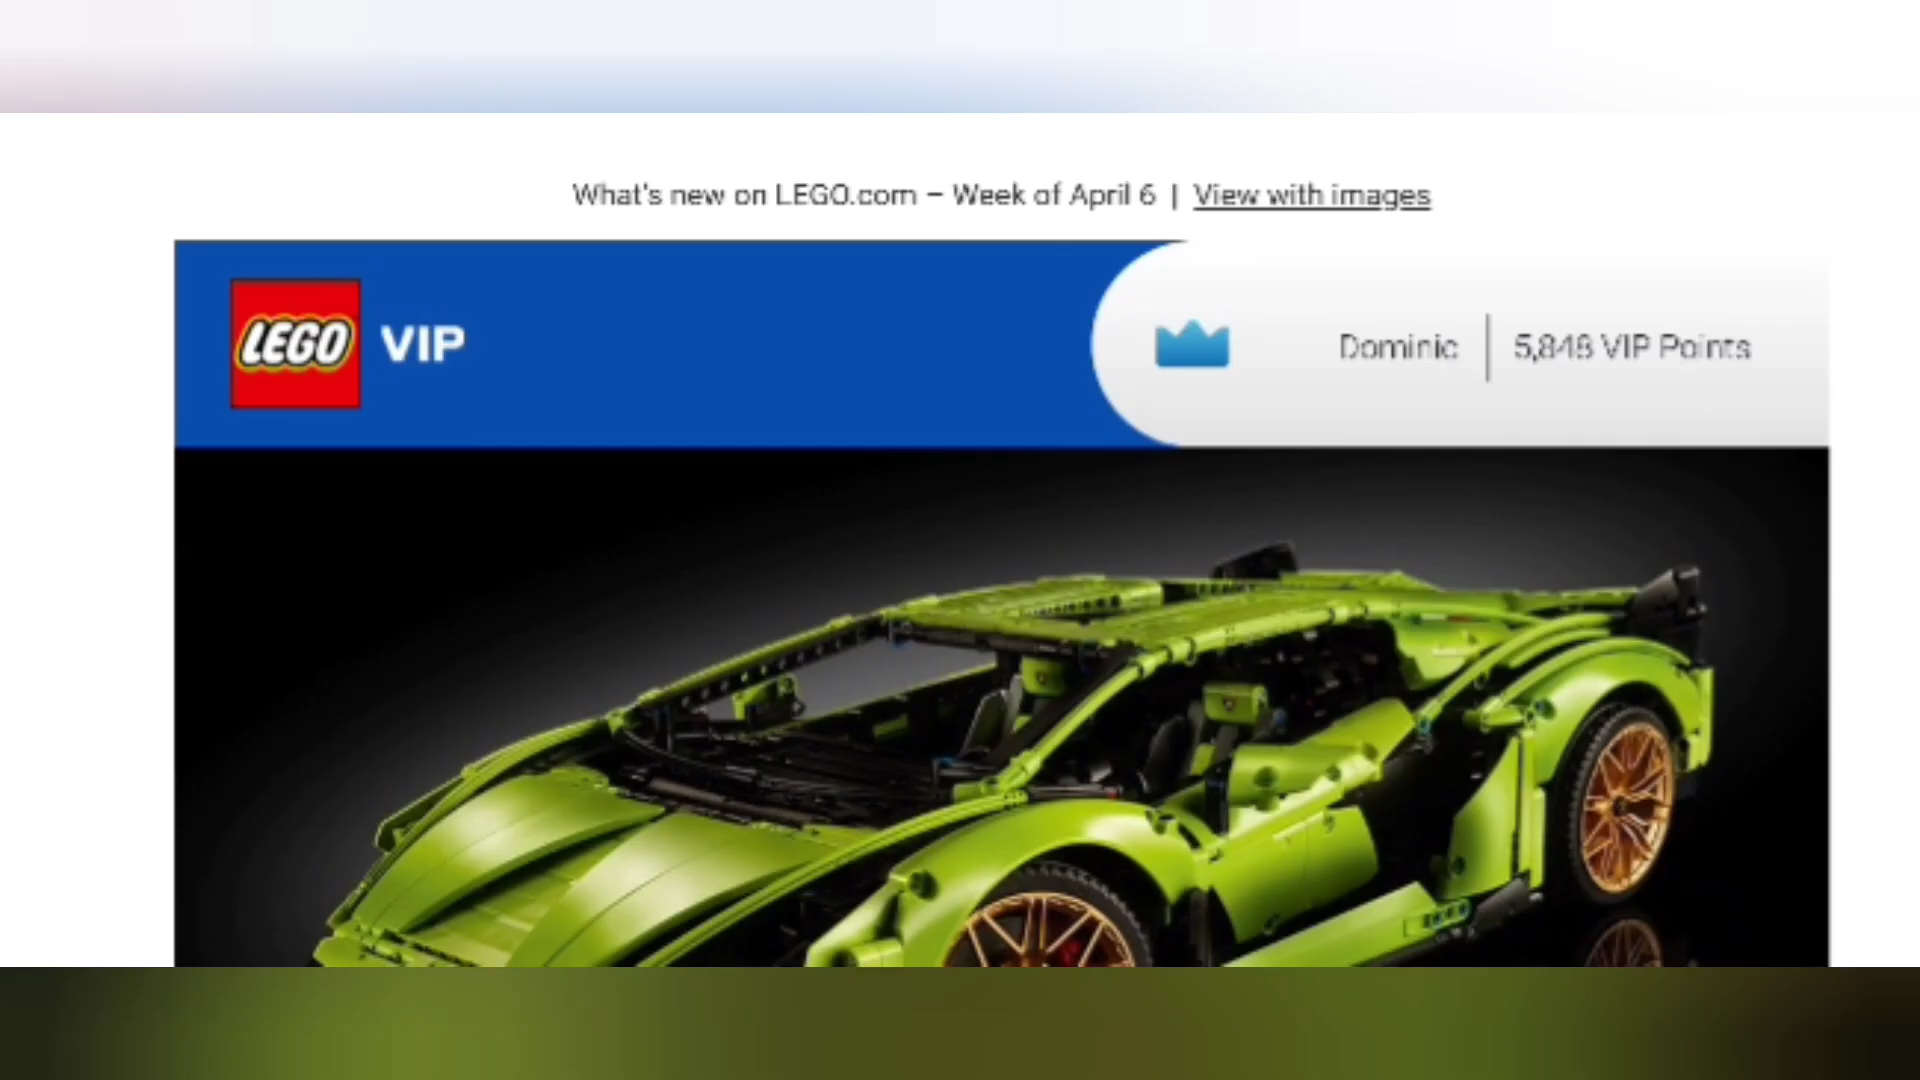 What's new on LEGO.com – Week of April 6 | View with images
LEGO VIP
Dominic | 5,848 VIP Points